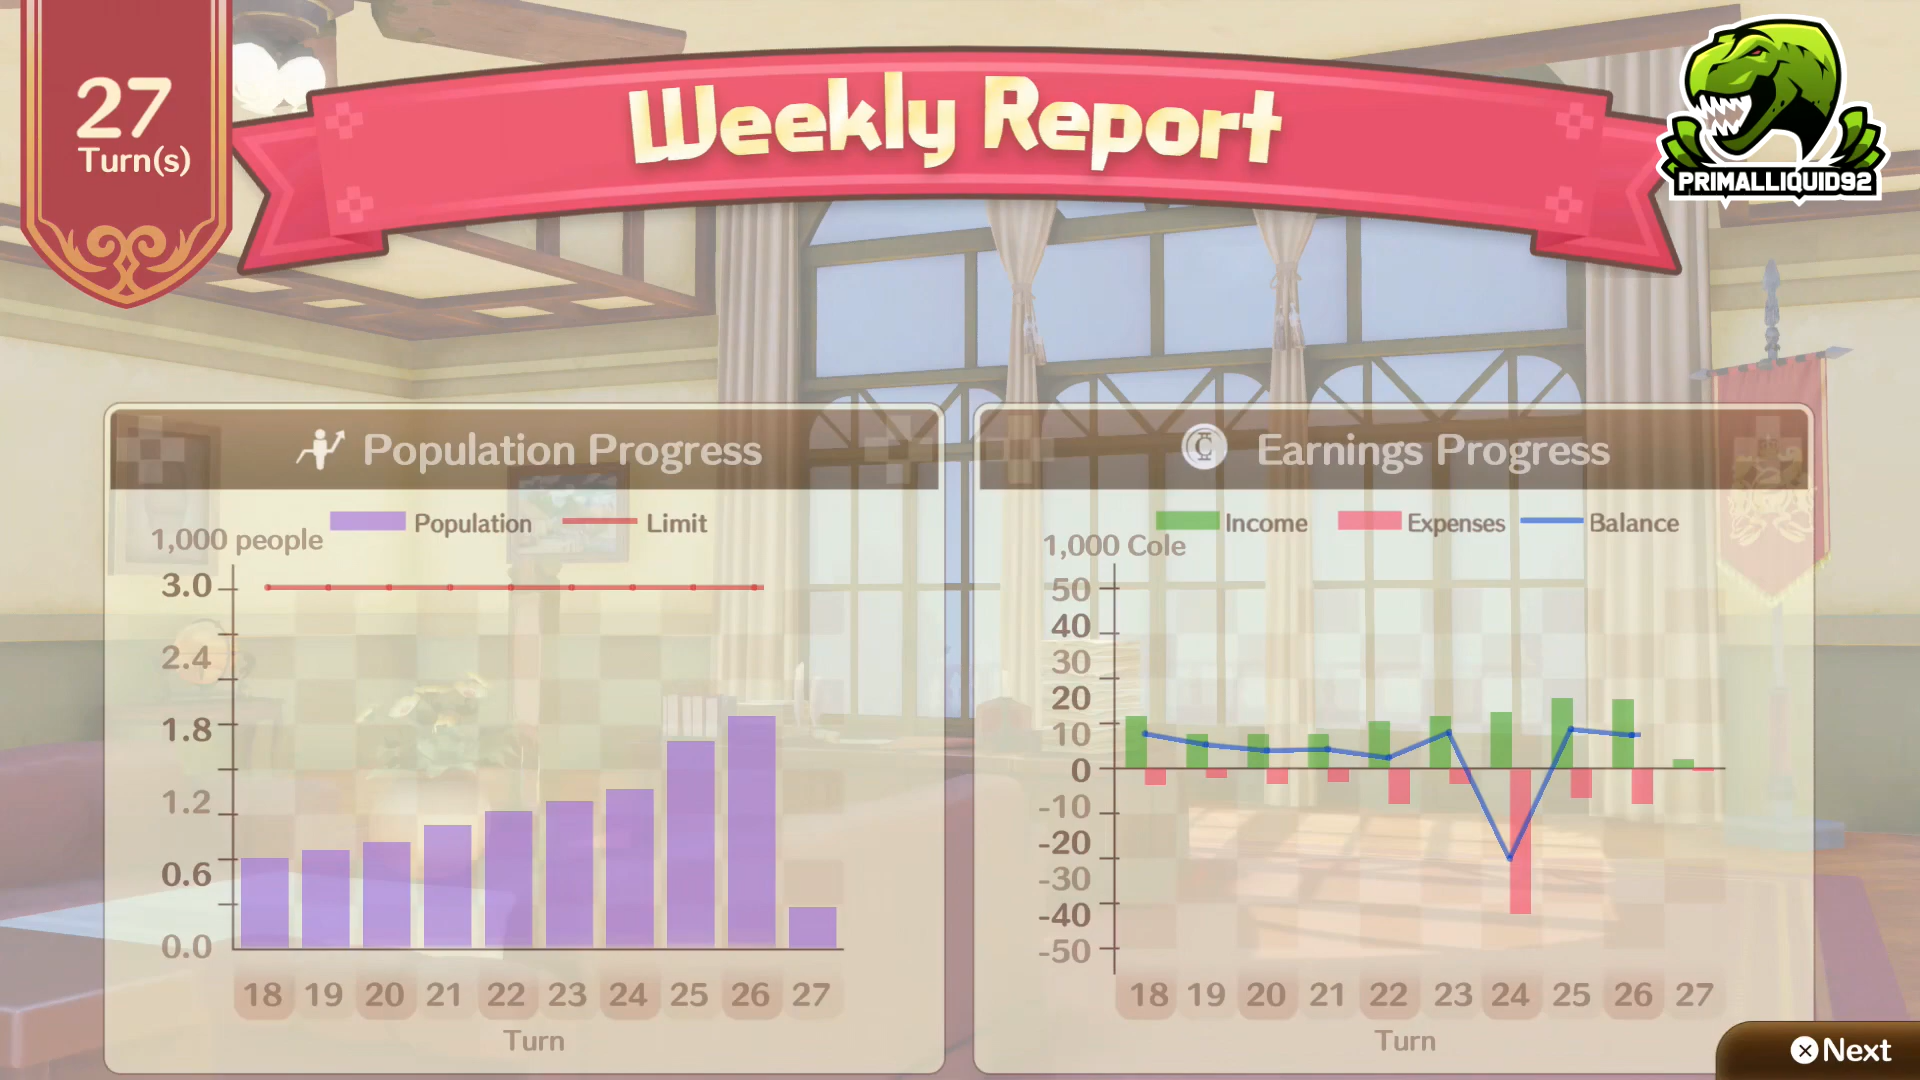 27
Turn(s)
Weekly Report
PRIMALLIQUID92
Population Progress
Population
Limit
1,000 people
3.0
2.4
1.8
1.2
0.6
0.0
18 19 20 21 22 23 24 25 26 27
Turn
Earnings Progress
Income
Expenses
Balance
1,000 Cole
50
40
30
20
10
0
-10
-20
-30
-40
-50
18 19 20 21 22 23 24 25 26 27
Turn
Next